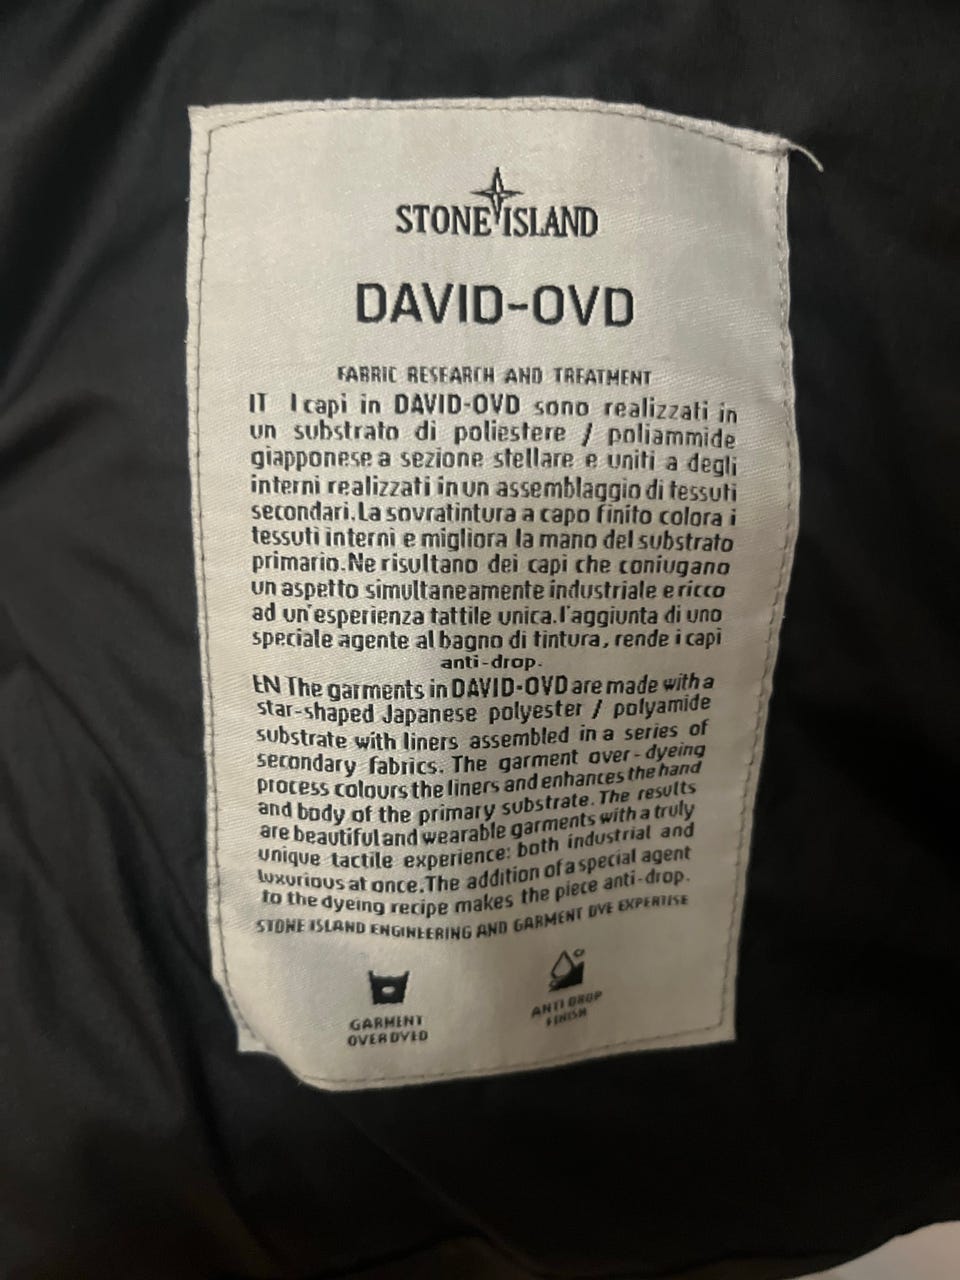 STONE ISLAND
DAVID-OVD
FABRIC RESEARCH AND TREATMENT
IT I capi in DAVID-OVD sono realizzati in
un substrato di poliestere / poliammide
giapponese a sezione stellare e uniti a degli
interni realizzati in un assemblaggio di tessuti
secondari. La sovratintura a capo finito colora i
tessuti interni e migliora la mano del substrato
primario. Ne risultano dei capi che coniugano
un aspetto simultaneamente industriale e ricco
ad un'esperienza tattile unica. l'aggiunta di uno
speciale agente al bagno di tintura, rende i capi
anti-drop.
EN The garments in DAVID-OVD are made with a
star-shaped Japanese polyester / polyamide
substrate with liners assembled in a series of
secondary fabrics. The garment over-dyeing
process colours the liners and enhances the hand
and body of the primary substrate. The results
are beautiful and wearable garments with a truly
unique tactile experience: both industrial and
luxurious at once. The addition of a special agent
to the dyeing recipe makes the piece anti-drop.
STONE ISLAND ENGINEERING AND GARMENT DYE EXPERTISE
GARMENT
OVERDYED
ANTI DROP
FINISH